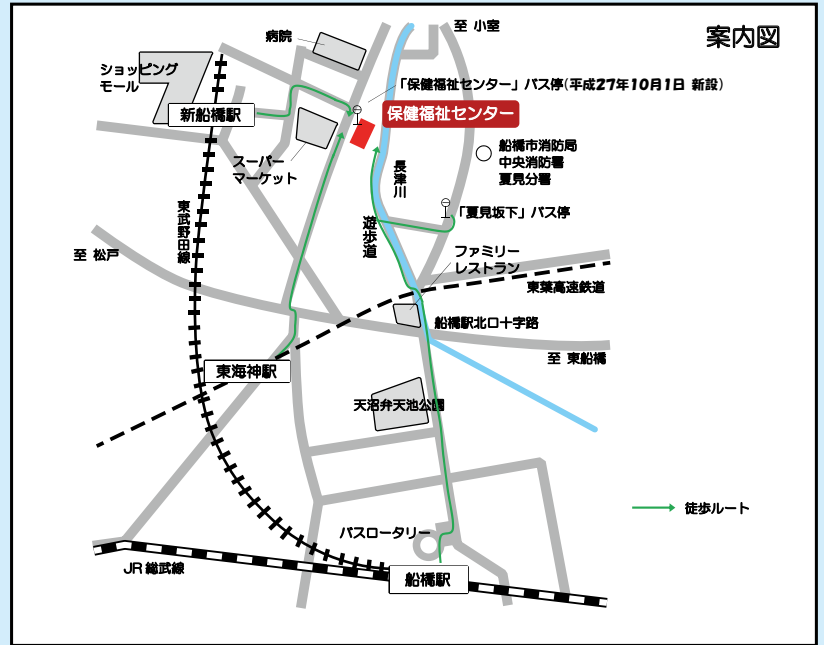 案内図
至 小室
病院
ショッピング
モール
「保健福祉センター」バス停(平成27年10月1日 新設)
新船橋駅
保健福祉センター
船橋市消防局
中央消防署
夏見分署
スーパー
マーケット
長津川
「夏見坂下」バス停
東武野田線
遊歩道
至 松戸
ファミリー
レストラン
東葉高速鉄道
船橋駅北口十字路
至 東船橋
東海神駅
天沼弁天池公園
徒歩ルート
バスロータリー
JR 総武線
船橋駅